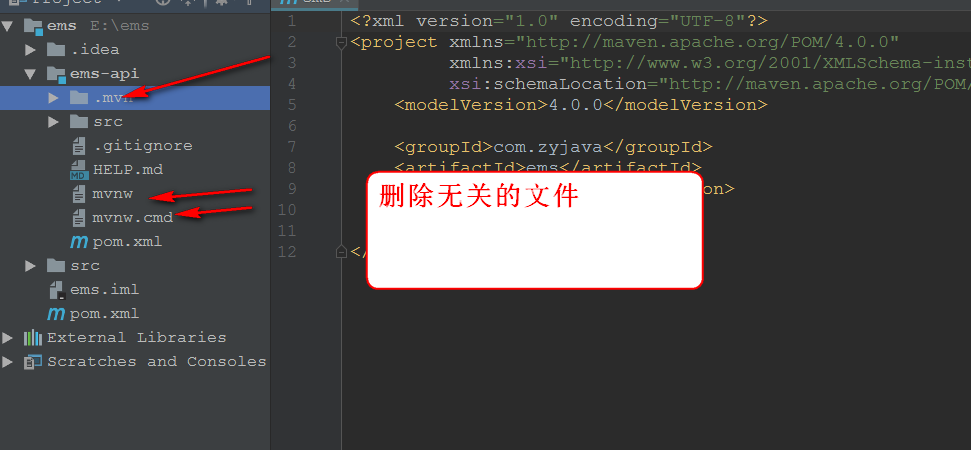 Project
ems E:\ems
.idea
ems-api
.mvn
src
.gitignore
HELP.md
mvnw
mvnw.cmd
pom.xml
src
ems.iml
pom.xml
External Libraries
Scratches and Consoles
ems
1 <?xml version="1.0" encoding="UTF-8"?>
2 <project xmlns="http://maven.apache.org/POM/4.0.0"
3 xmlns:xsi="http://www.w3.org/2001/XMLSchema-inst
4 xsi:schemaLocation="http://maven.apache.org/POM/
5 <modelVersion>4.0.0</modelVersion>
6
7 <groupId>com.zyjava</groupId>
8 <artifactId>ems</artifactId>
9 on>
10
11
12 </
删除无关的文件